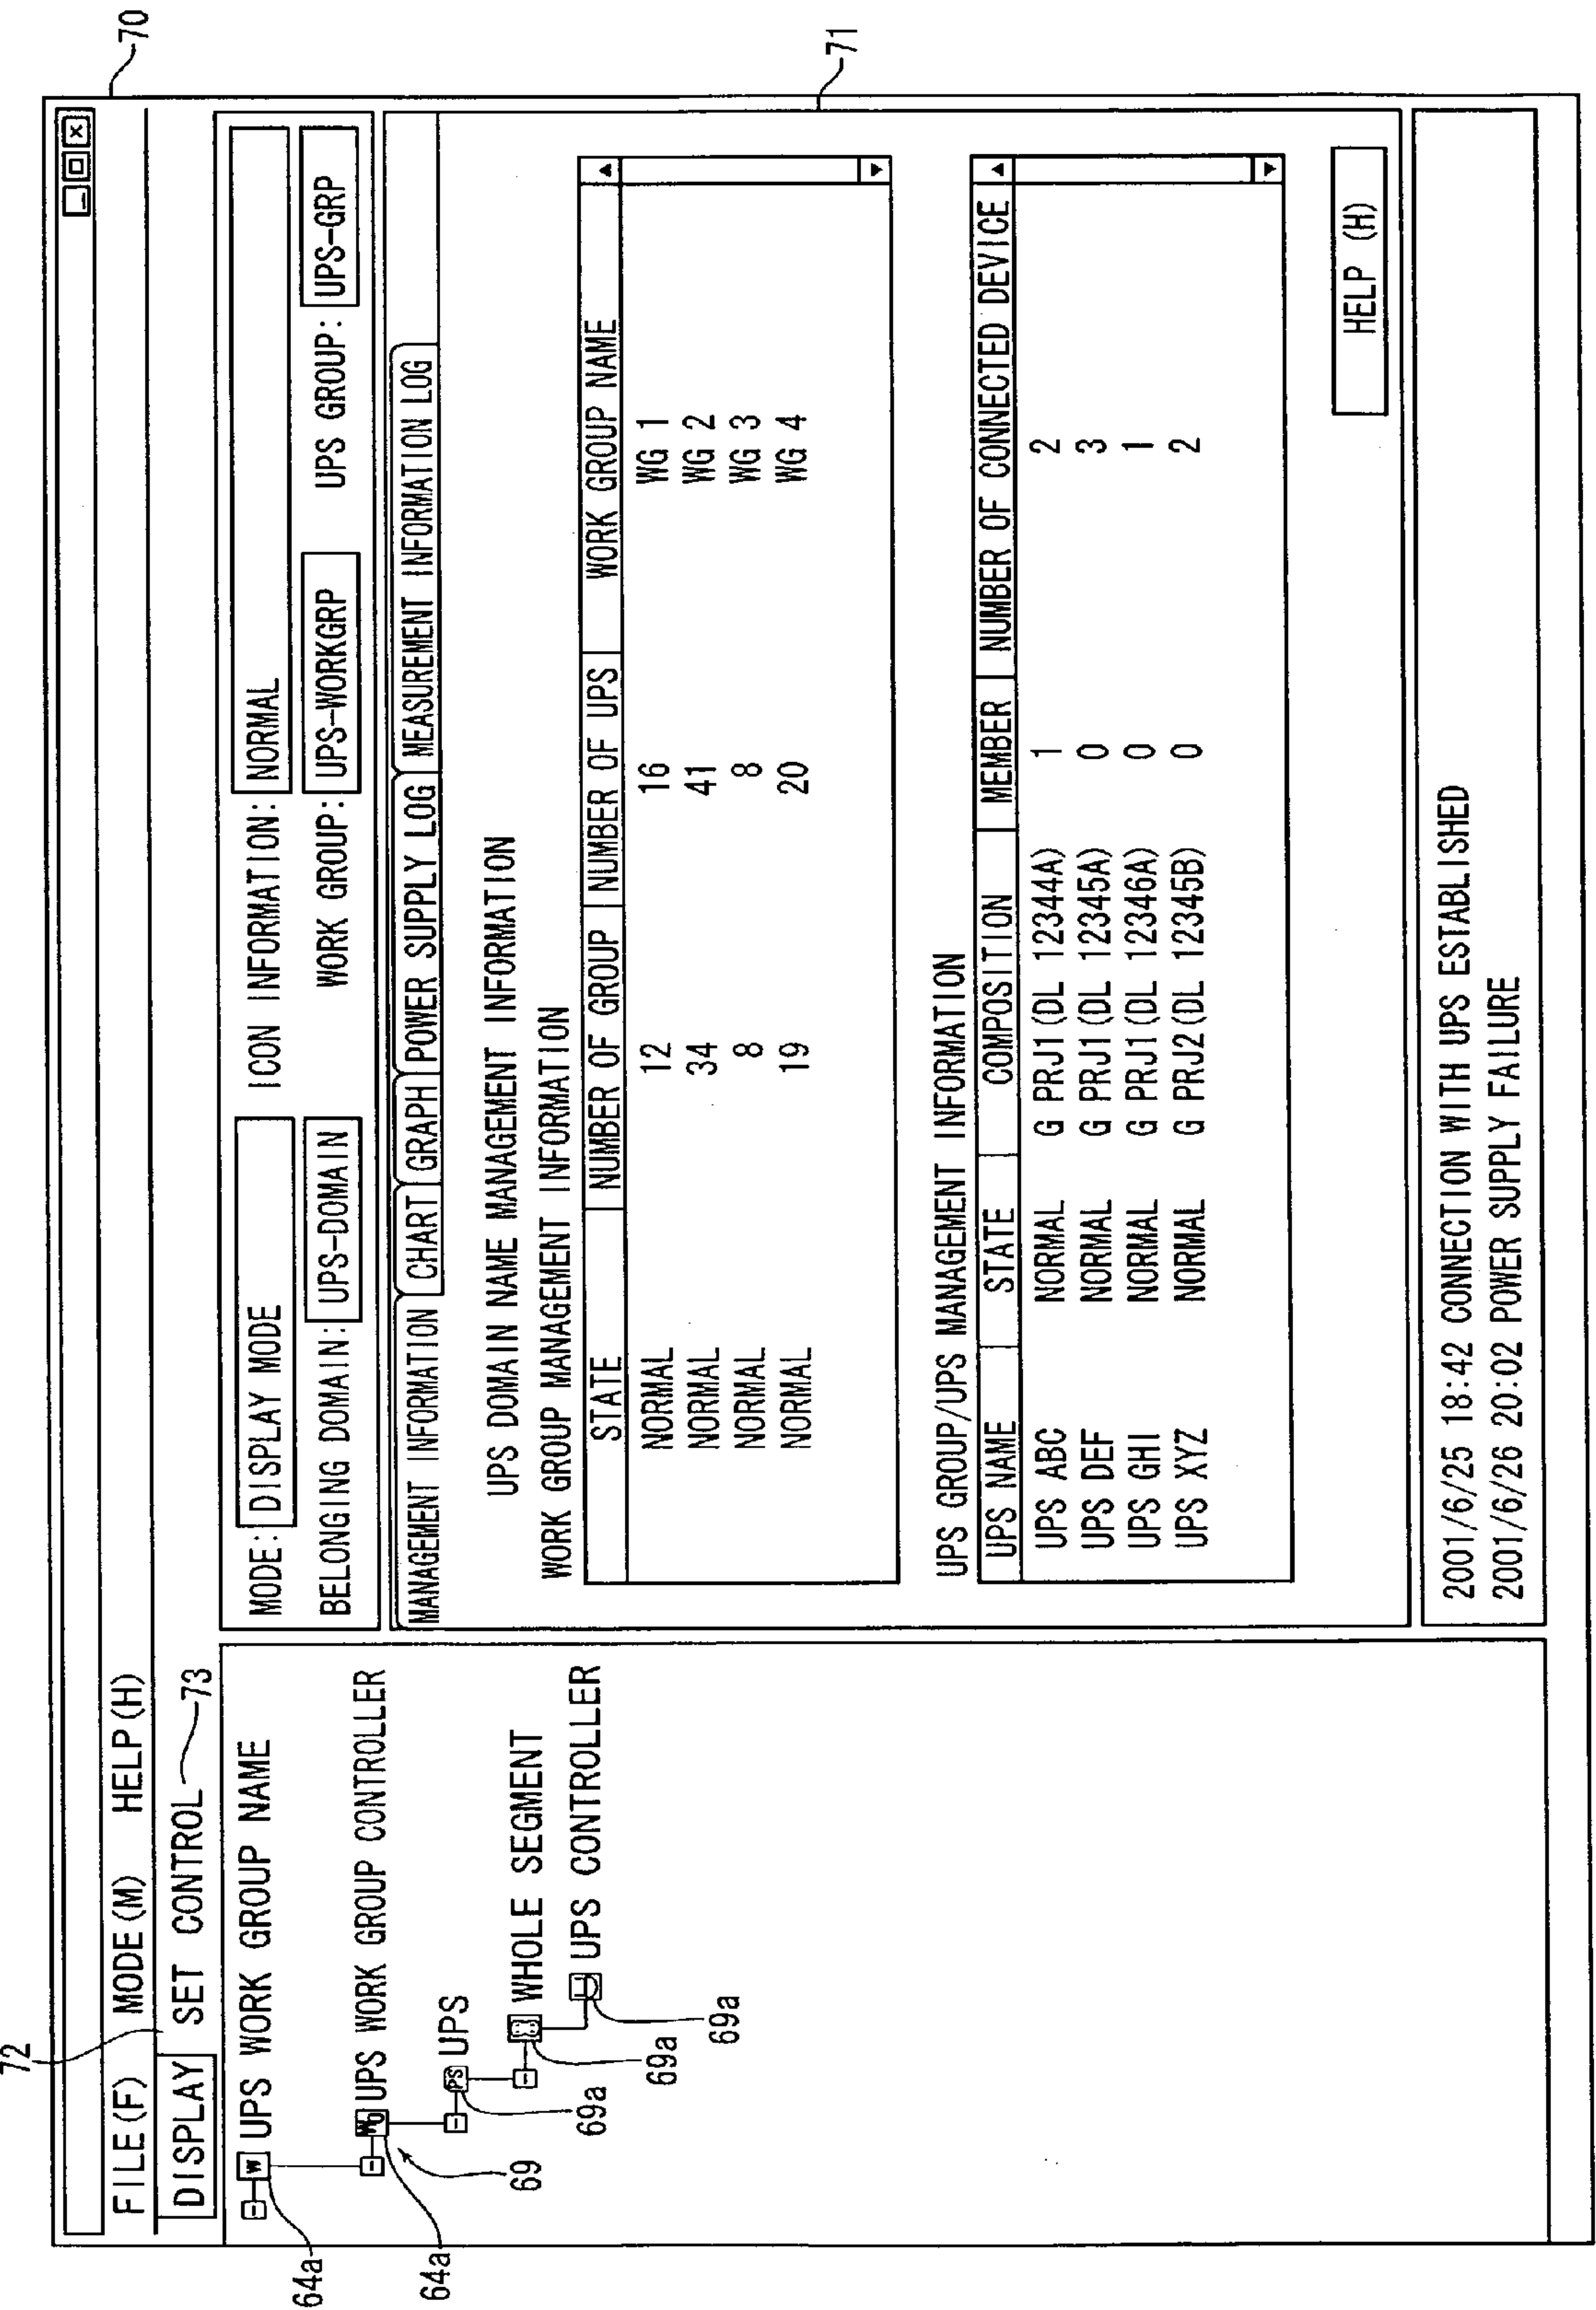 70
72
FILE(F) MODE(M) HELP(H)
DISPLAY SET CONTROL 73
W UPS WORK GROUP NAME
64a
UPS WORK GROUP CONTROLLER
64a
69
PS UPS
69a
WHOLE SEGMENT
69a
UPS CONTROLLER
69a
MODE: DISPLAY MODE ICON INFORMATION: NORMAL
BELONGING DOMAIN: UPS-DOMAIN WORK GROUP: UPS-WORKGRP UPS GROUP: UPS-GRP
MANAGEMENT INFORMATION CHART GRAPH POWER SUPPLY LOG MEASUREMENT INFORMATION LOG
71
UPS DOMAIN NAME MANAGEMENT INFORMATION
WORK GROUP MANAGEMENT INFORMATION
STATE NUMBER OF GROUP NUMBER OF UPS WORK GROUP NAME
NORMAL 12 16 WG 1
NORMAL 34 41 WG 2
NORMAL 8 8 WG 3
NORMAL 19 20 WG 4
UPS GROUP/UPS MANAGEMENT INFORMATION
UPS NAME STATE COMPOSITION MEMBER NUMBER OF CONNECTED DEVICE
UPS ABC NORMAL G PRJ1(DL 12344A) 1 2
UPS DEF NORMAL G PRJ1(DL 12345A) 0 3
UPS GHI NORMAL G PRJ1(DL 12346A) 0 1
UPS XYZ NORMAL G PRJ2(DL 12345B) 0 2
HELP (H)
2001/6/25 18:42 CONNECTION WITH UPS ESTABLISHED
2001/6/26 20:02 POWER SUPPLY FAILURE